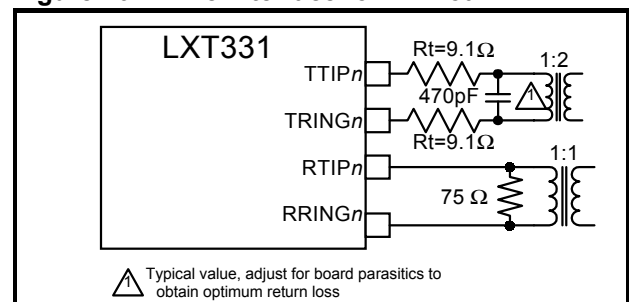 LXT331
Rt=9.1Ω
1:2
TTIPn
470pF
1
TRINGn
Rt=9.1Ω
1:1
RTIPn
75 Ω
RRINGn
1 Typical value, adjust for board parasitics to
obtain optimum return loss